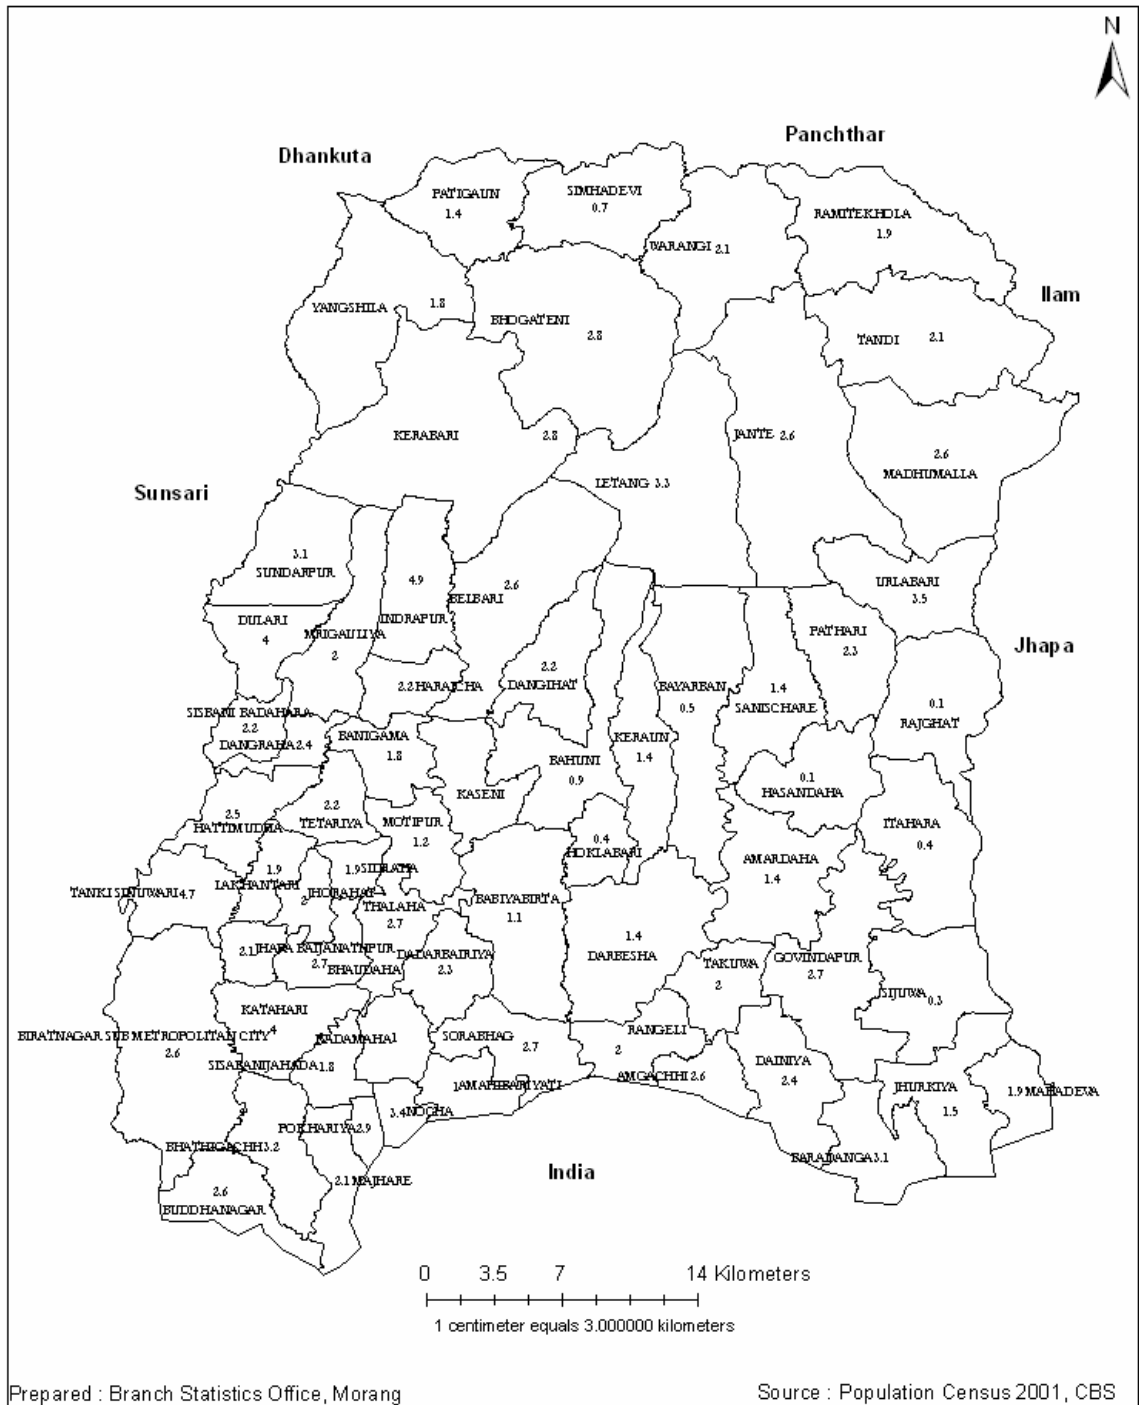 N
Panchthar
Dhankuta
PATIGAUN
1.4
SIMHADEVI
0.7
RAMITEKHOLA
1.9
WARANGI 2.1
Ilam
YANGSHILA 1.8
BHOGATENI
2.8
TANDI 2.1
KERABARI 2.8
JANTE 2.6
2.6
MADHUMALLA
LETANG 3.3
Sunsari
3.1
SUNDARPUR
4.9
INDRAPUR
2.6
BELBARI
URLABARI
3.5
DULARI
4
MRIGAULIYA
2
PATHARI
2.3
Jhapa
2.2 HARAICHA
2.2
DANGIHAT
BAYARBAN
0.5
1.4
SANISCHARE
0.1
RAJGHAT
SISBANI BADAHARA
2.2
DANGRAHA 2.4
BANIGAMA
1.8
KERAUN
1.4
BAHUNI
0.9
KASENI
0.1
HASANDAHA
2.5
HATTIMUDHA
2.2
TETARIYA
MOTIPUR
1.2
0.4
HOKLABARI
ITAHARA
0.4
AMARDAHA
1.4
1.9
LAKHANTARI
2
JHORAHAT
1.9 SIDRAHA
TANKI SINUWARI 4.7
THALAHA
2.7
BABIYABIRTA
1.1
1.4
DARBESHA
2.1 JHARA BAIJANATHPUR
2.7
BHAUDAHA
DADARBAIRIYA
2.3
TAKUWA
2
GOVINDAPUR
2.7
SIJUWA 0.3
KATAHARI
4
BIRATNAGAR SUB METROPOLITAN CITY
2.6
KADAMAHA 1
SORABHAG 2.7
RANGELI
2
SISABANIJAHADA 1.8
AMGACHHI 2.6
DAINIYA
2.4
1 AMAHIBARIYATI
JHURKIYA
1.5
1.9 MAHADEVA
3.4 NOCHA
POKHARIYA 2.9
BHATHIGACHH 3.2
BARADANGA 3.1
2.1 MAJHARE
India
2.6
BUDDHANAGAR
0 3.5 7 14 Kilometers
1 centimeter equals 3.000000 kilometers
Prepared : Branch Statistics Office, Morang
Source : Population Census 2001, CBS